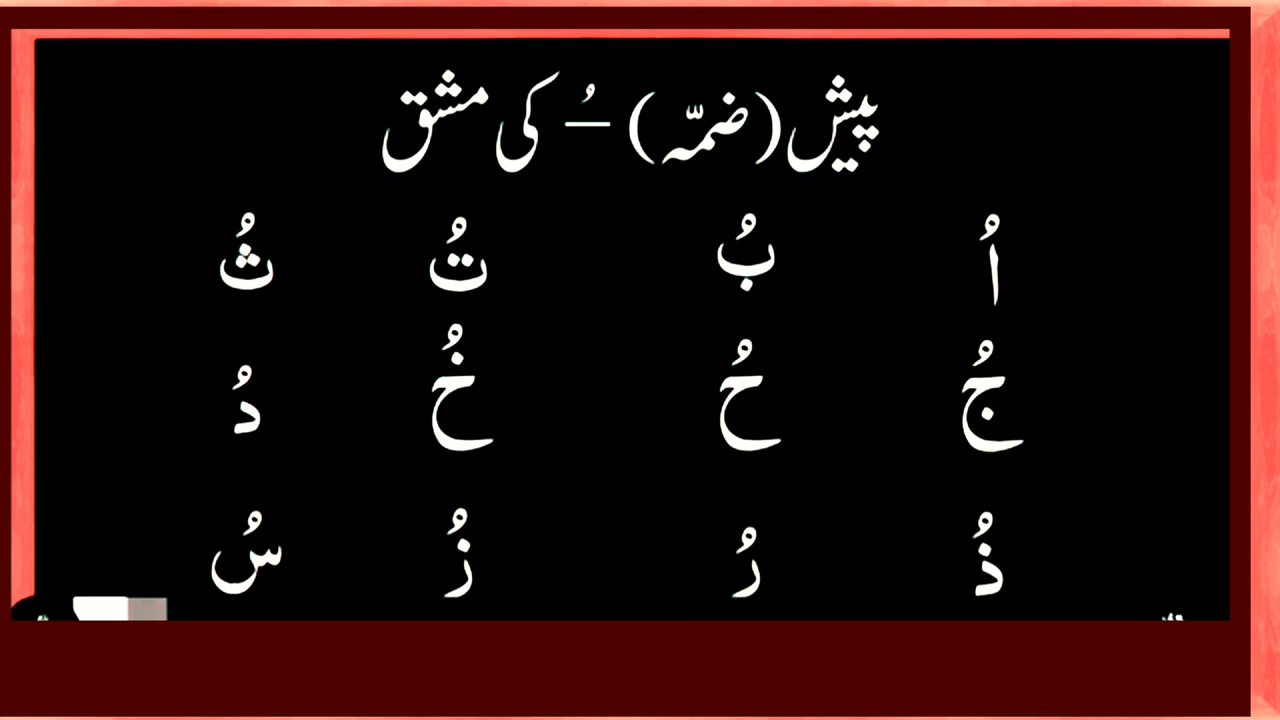 پیش (ضمّہ) —ُ کی مشق
اُ بُ تُ ثُ
جُ حُ خُ دُ
ذُ رُ زُ سُ